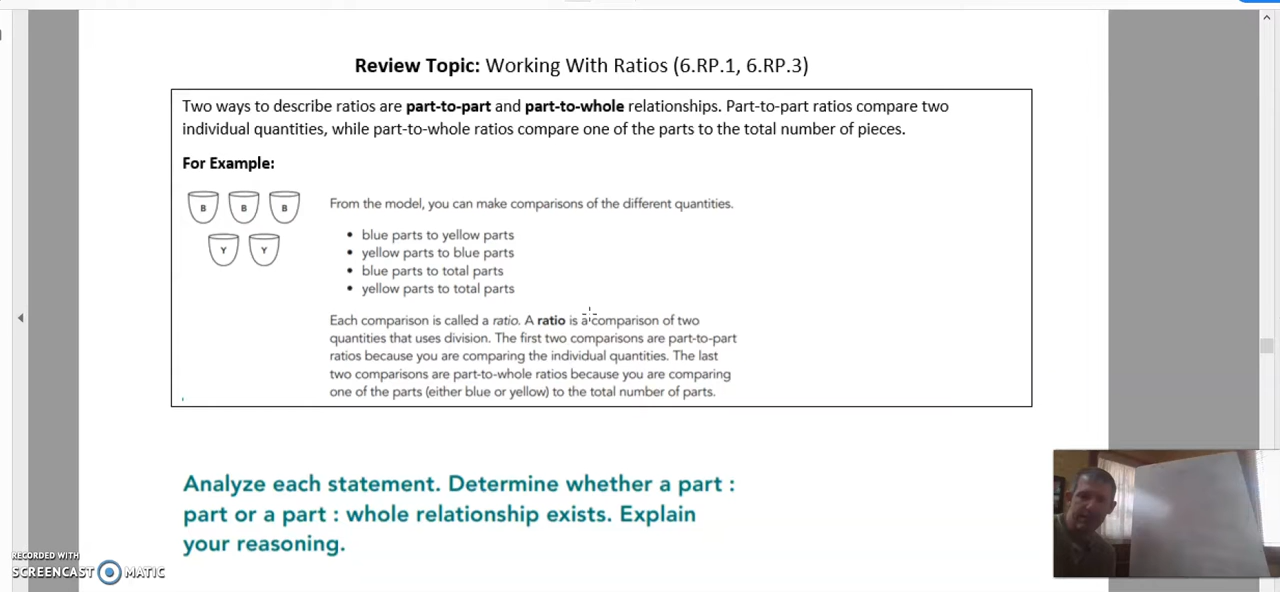 Review Topic: Working With Ratios (6.RP.1, 6.RP.3)
Two ways to describe ratios are part-to-part and part-to-whole relationships. Part-to-part ratios compare two
individual quantities, while part-to-whole ratios compare one of the parts to the total number of pieces.
For Example:
B B B
Y Y
From the model, you can make comparisons of the different quantities.
• blue parts to yellow parts
• yellow parts to blue parts
• blue parts to total parts
• yellow parts to total parts
Each comparison is called a ratio. A ratio is a comparison of two
quantities that uses division. The first two comparisons are part-to-part
ratios because you are comparing the individual quantities. The last
two comparisons are part-to-whole ratios because you are comparing
one of the parts (either blue or yellow) to the total number of parts.
Analyze each statement. Determine whether a part :
part or a part : whole relationship exists. Explain
your reasoning.
RECORDED WITH
SCREENCAST MATIC